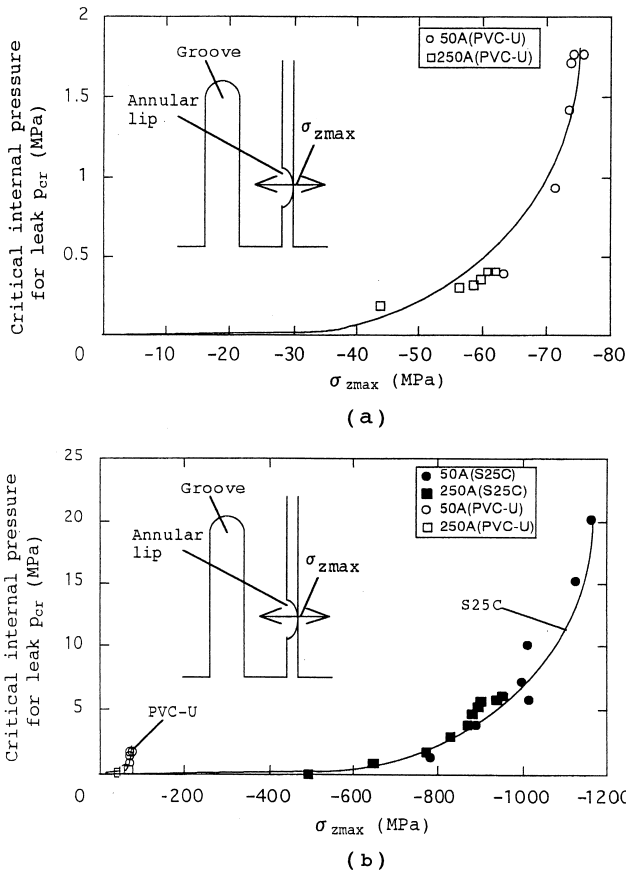 Critical internal pressure
for leak pcr (MPa)
2
1.5
1
0.5
0
Groove
Annular
lip
σzmax
50A(PVC-U)
250A(PVC-U)
-10
-20
-30
-40
-50
-60
-70
-80
σzmax (MPa)
(a)
Critical internal pressure
for leak pcr (MPa)
25
20
15
10
5
0
Groove
Annular
lip
σzmax
50A(S25C)
250A(S25C)
50A(PVC-U)
250A(PVC-U)
S25C
PVC-U
-200
-400
-600
-800
-1000
-1200
σzmax (MPa)
(b)